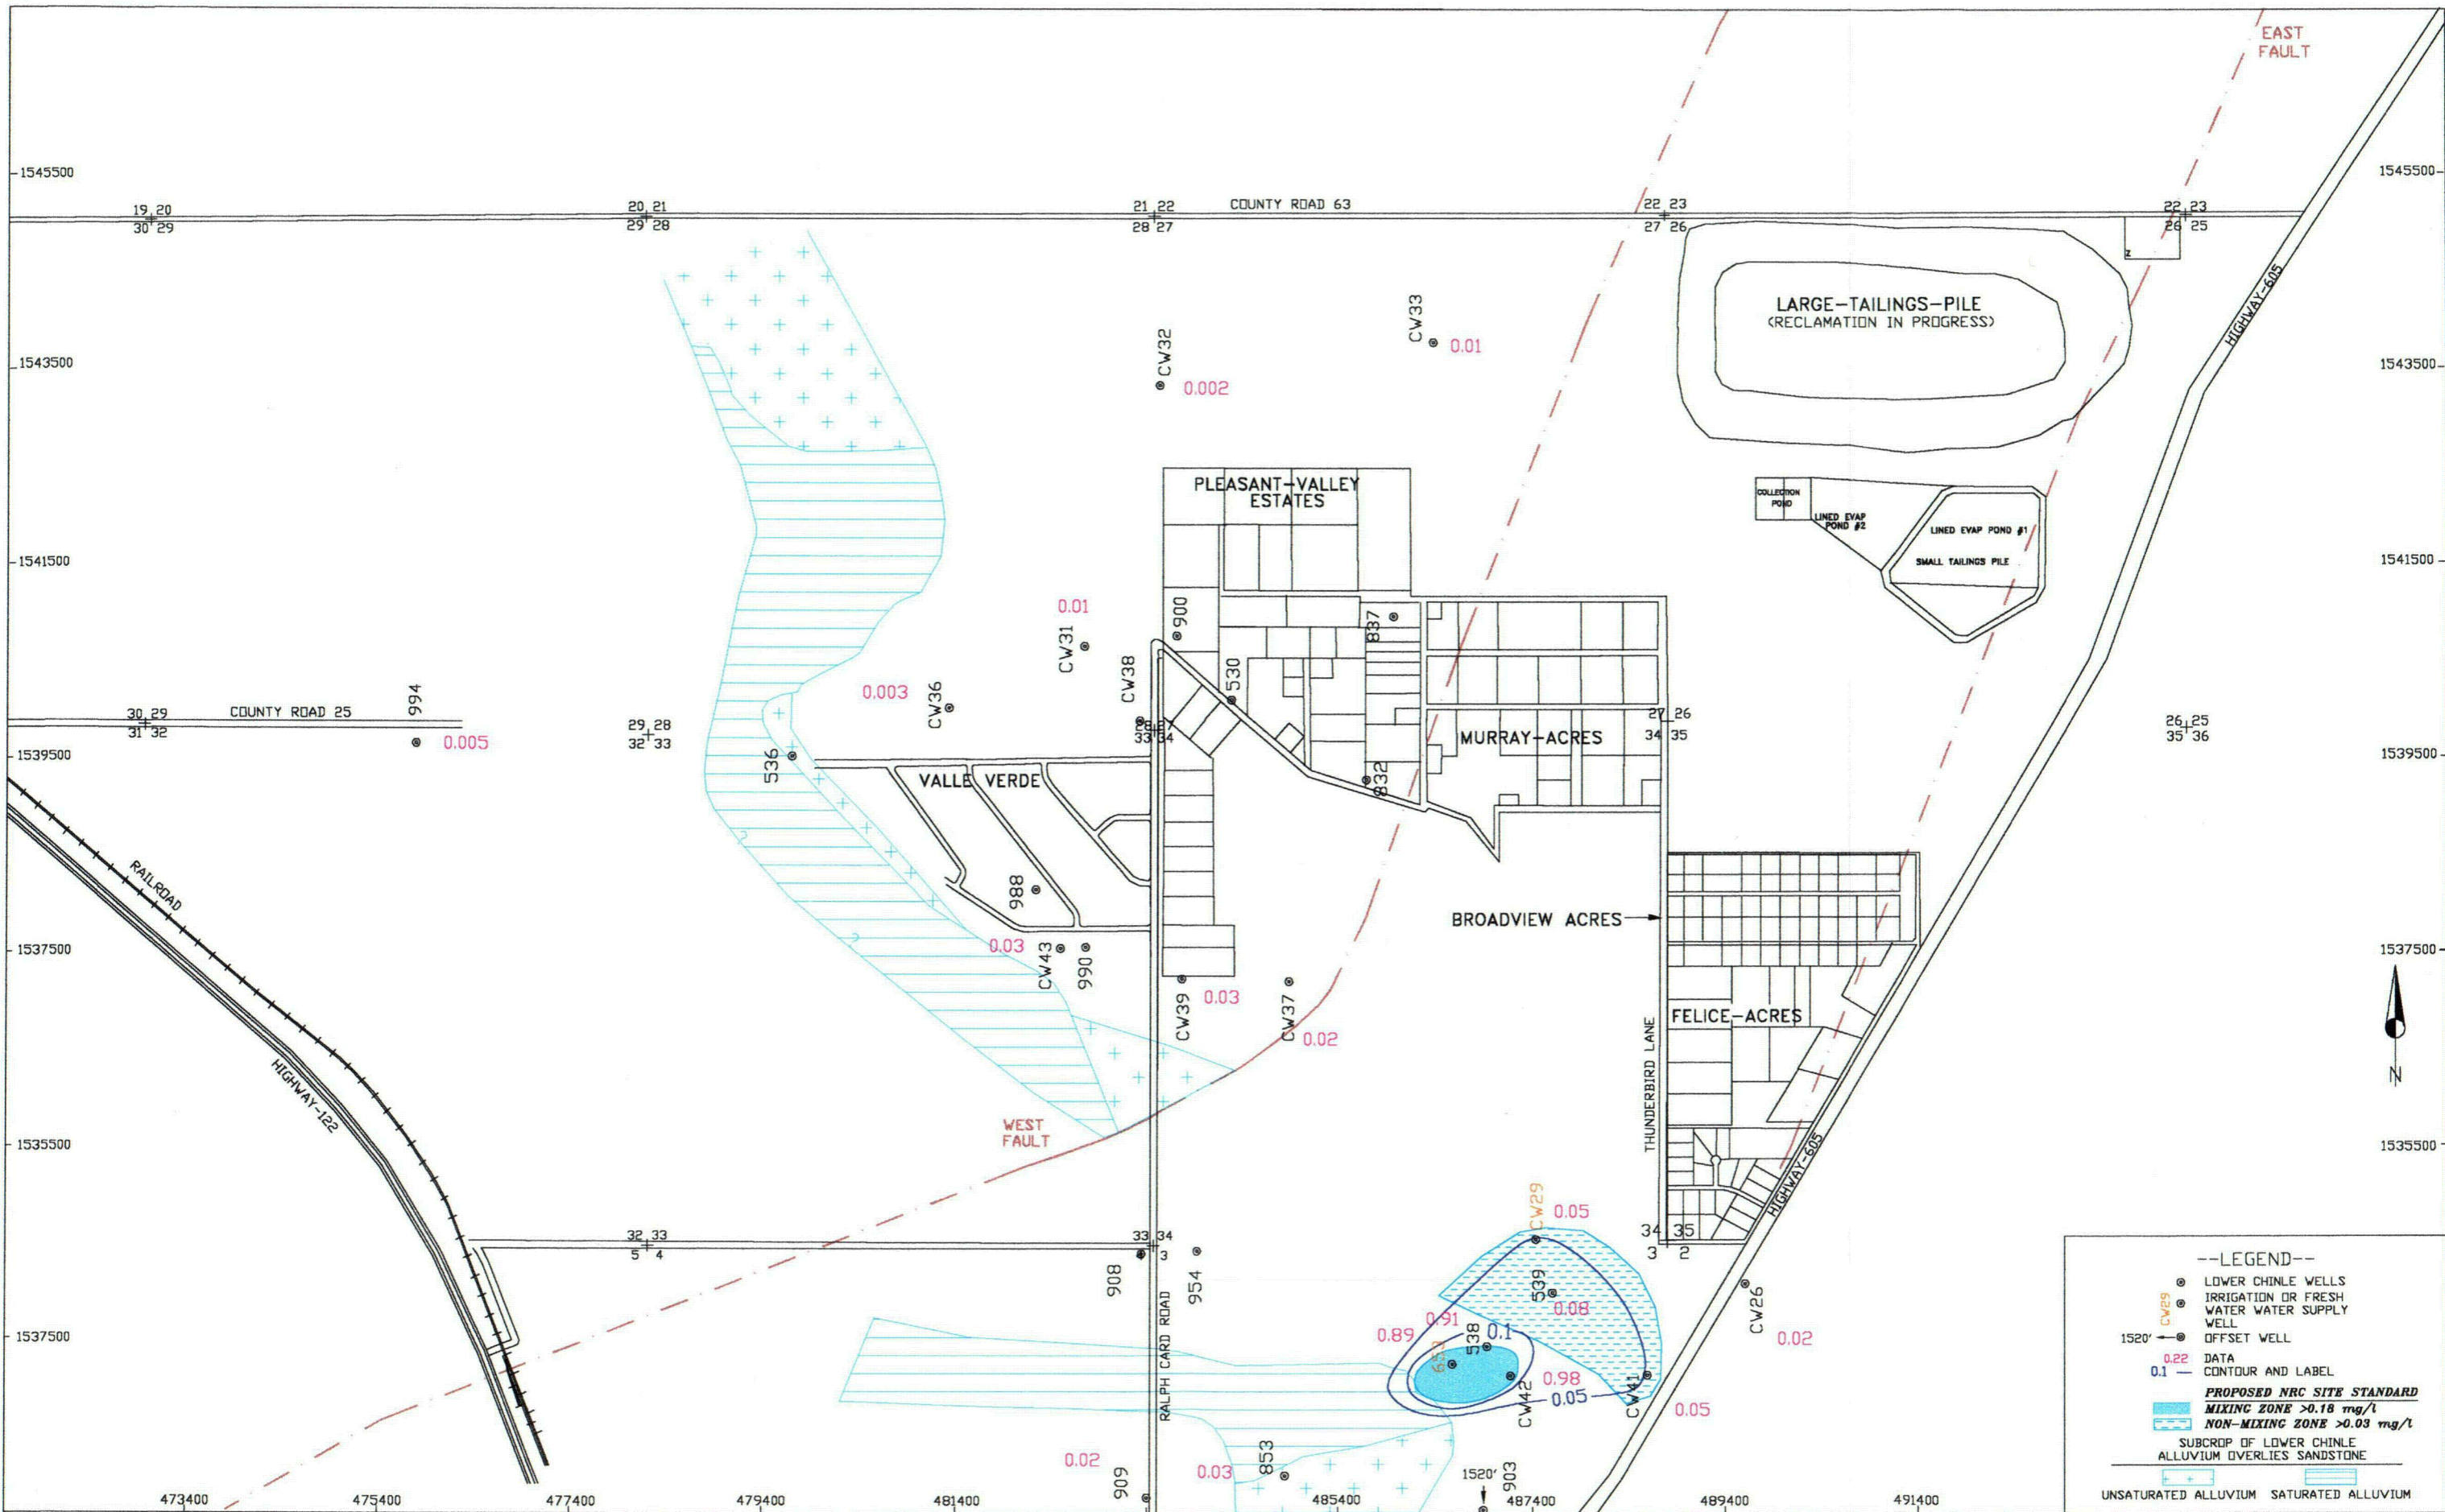 EAST
FAULT
1545500
1545500
19 20
30 29
20 21
29 28
21 22
28 27
COUNTY ROAD 63
22 23
27 26
22 23
26 25
Z
HIGHWAY-605
LARGE-TAILINGS-PILE
(RECLAMATION IN PROGRESS)
CW33
0.01
CW32
0.002
1543500
1543500
PLEASANT-VALLEY
ESTATES
COLLECTION
POND
LINED EVAP
POND #2
LINED EVAP POND #1
SMALL TAILINGS PILE
1541500
1541500
0.01
CW31
900
837
0.003
CW36
CW38
530
994
0.005
30 29
31 32
COUNTY ROAD 25
29 28
32 33
28 27
33 34
27 26
34 35
26 25
35 36
MURRAY-ACRES
1539500
1539500
536
VALLE VERDE
832
RAILROAD
988
BROADVIEW ACRES
1537500
1537500
0.03
CW43
990
CW39
0.03
CW37
0.02
FELICE-ACRES
THUNDERBIRD LANE
N
HIGHWAY-122
WEST
FAULT
1535500
1535500
HIGHWAY-605
CW29
0.05
32 33
5 4
33 34
4 3
34 35
3 2
908
954
539
0.08
CW26
0.02
1537500
RALPH CARD ROAD
0.91
0.89
538
0.1
653
0.98
CW42
0.05
CW41
0.05
0.02
909
0.03
853
1520'
903
473400
475400
477400
479400
481400
485400
487400
489400
491400
--LEGEND--
LOWER CHINLE WELLS
CW29
IRRIGATION OR FRESH
WATER WATER SUPPLY
WELL
1520'
OFFSET WELL
0.22
DATA
0.1
CONTOUR AND LABEL
PROPOSED NRC SITE STANDARD
MIXING ZONE >0.18 mg/l
NON-MIXING ZONE >0.03 mg/l
SUBCROP OF LOWER CHINLE
ALLUVIUM OVERLIES SANDSTONE
UNSATURATED ALLUVIUM
SATURATED ALLUVIUM